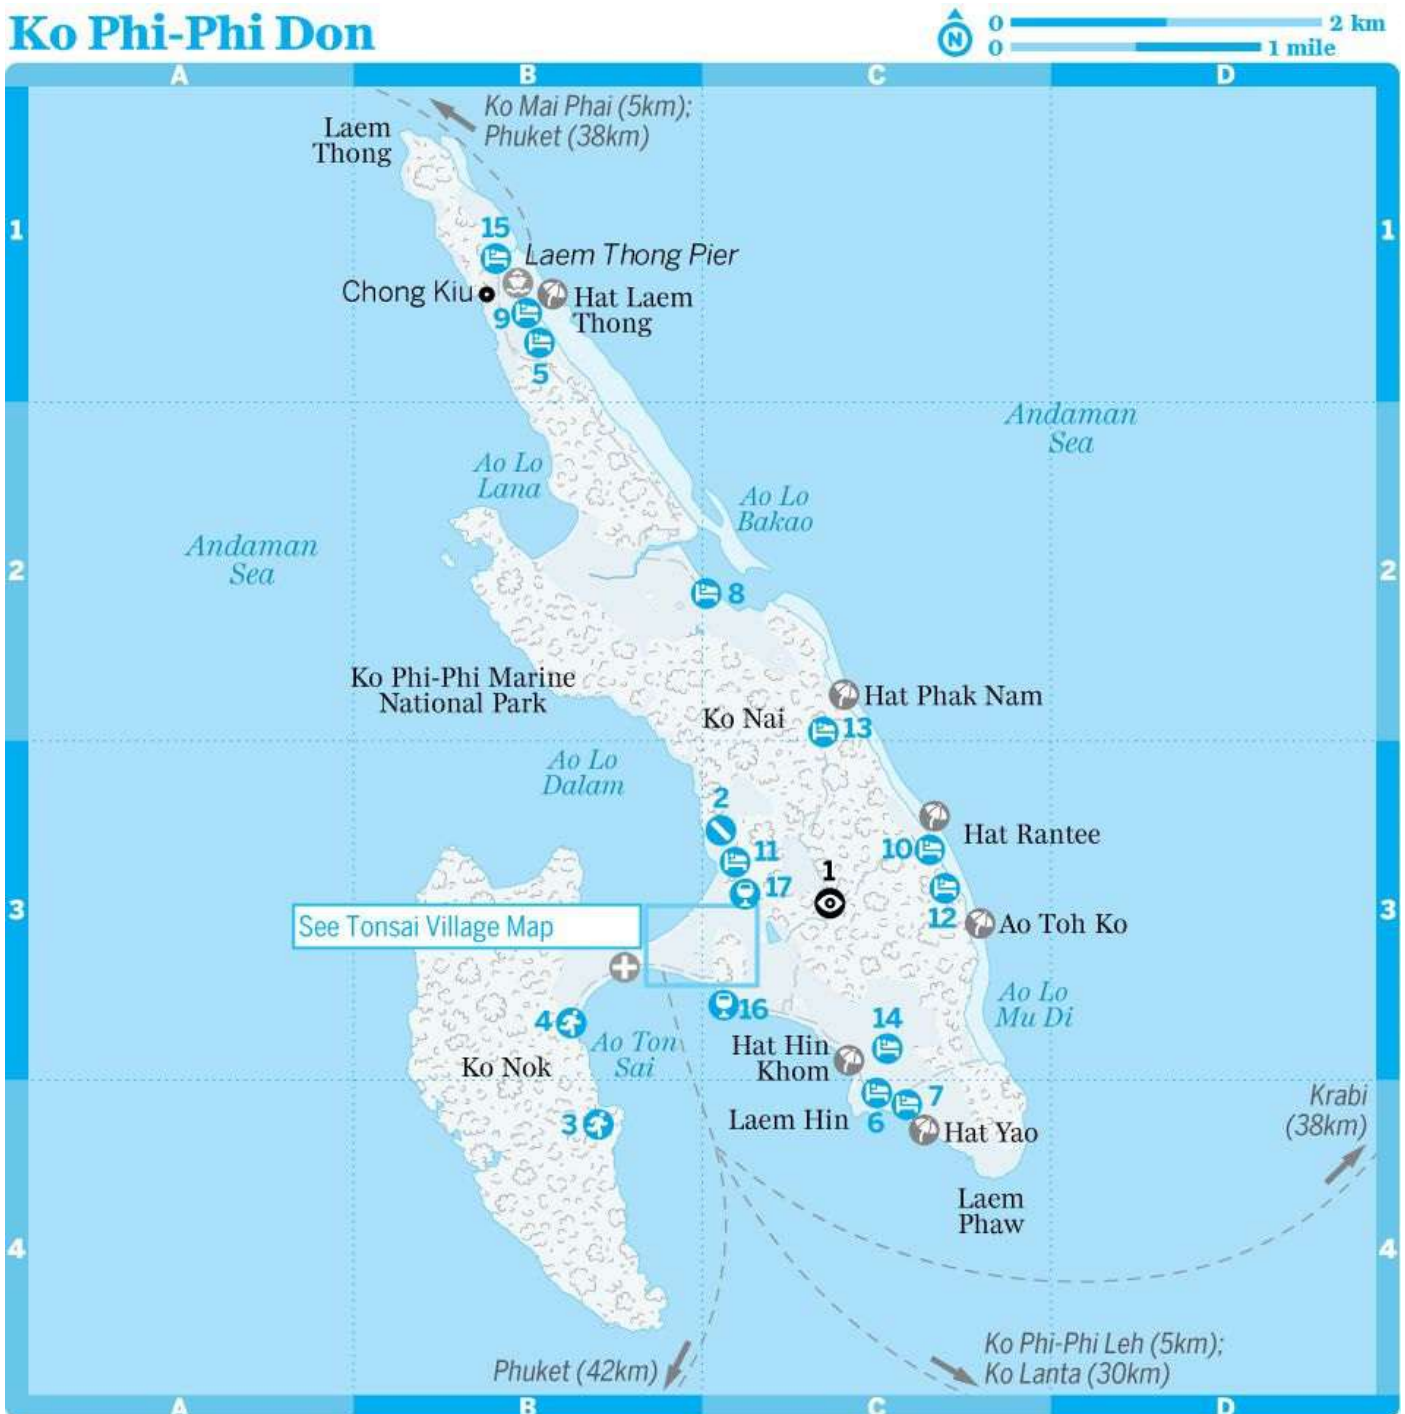 Ko Phi-Phi Don
N
0 2 km
0 1 mile
A B C D
Ko Mai Phai (5km);
Phuket (38km)
Laem
Thong
1 1
15
Laem Thong Pier
Chong Kiu
Hat Laem
Thong
9
5
Andaman
Sea
Ao Lo
Lana
Ao Lo
Bakao
Andaman
Sea
2 2
8
Ko Phi-Phi Marine
National Park
Hat Phak Nam
Ko Nai
13
Ao Lo
Dalam
2
Hat Rantee
11
10
1
17
12
3 3
See Tonsai Village Map
Ao Toh Ko
16
Ao Lo
Mu Di
4
14
Ao Ton
Sai
Hat Hin
Khom
Ko Nok
7
Krabi
(38km)
3
Laem Hin
6
Hat Yao
Laem
Phaw
4 4
Phuket (42km)
Ko Phi-Phi Leh (5km);
Ko Lanta (30km)
A B C D